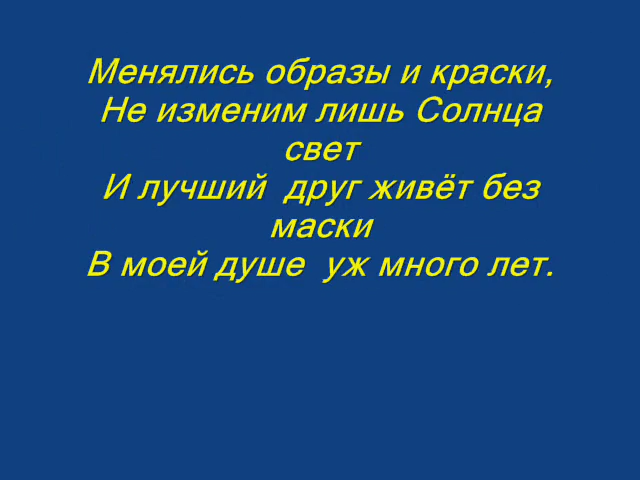 Менялись образы и краски,
Не изменим лишь Солнца
свет
И лучший друг живёт без
маски
В моей душе уж много лет.